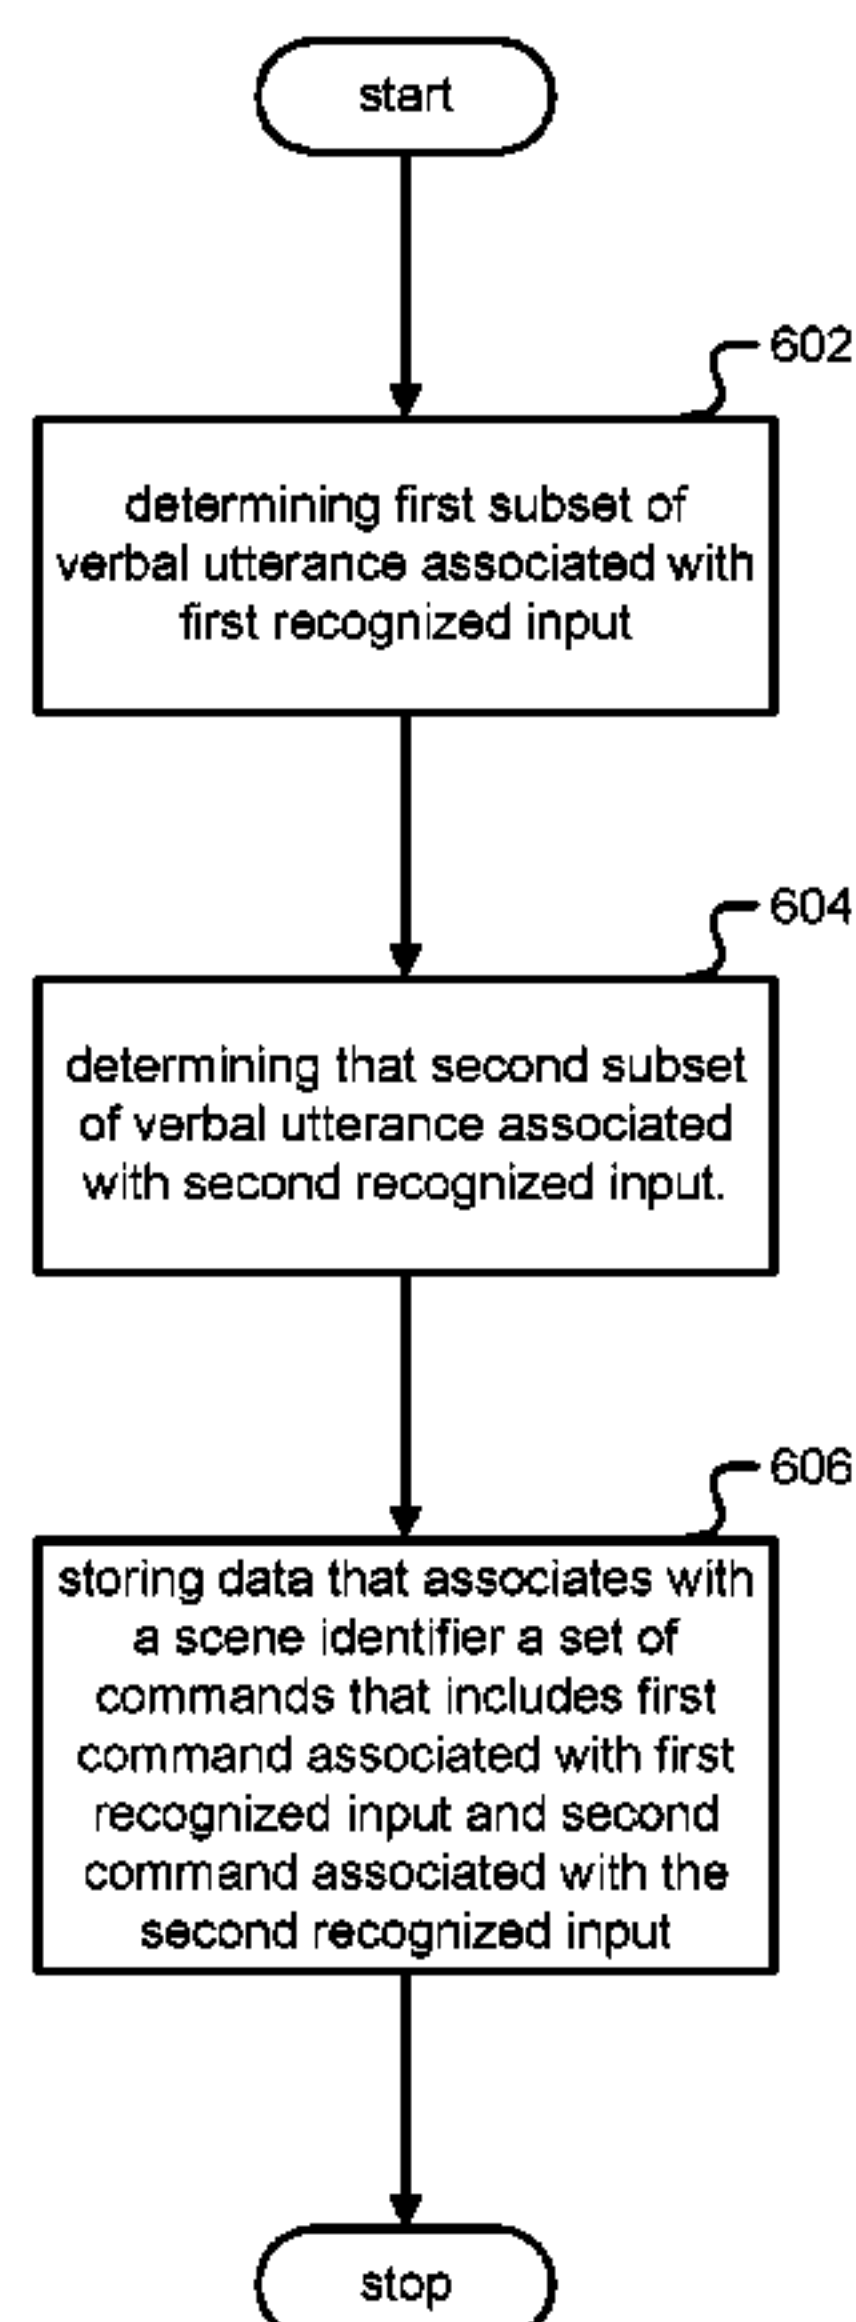 start
602
determining first subset of
verbal utterance associated with
first recognized input
604
determining that second subset
of verbal utterance associated
with second recognized input.
606
storing data that associates with
a scene identifier a set of
commands that includes first
command associated with first
recognized input and second
command associated with the
second recognized input
stop